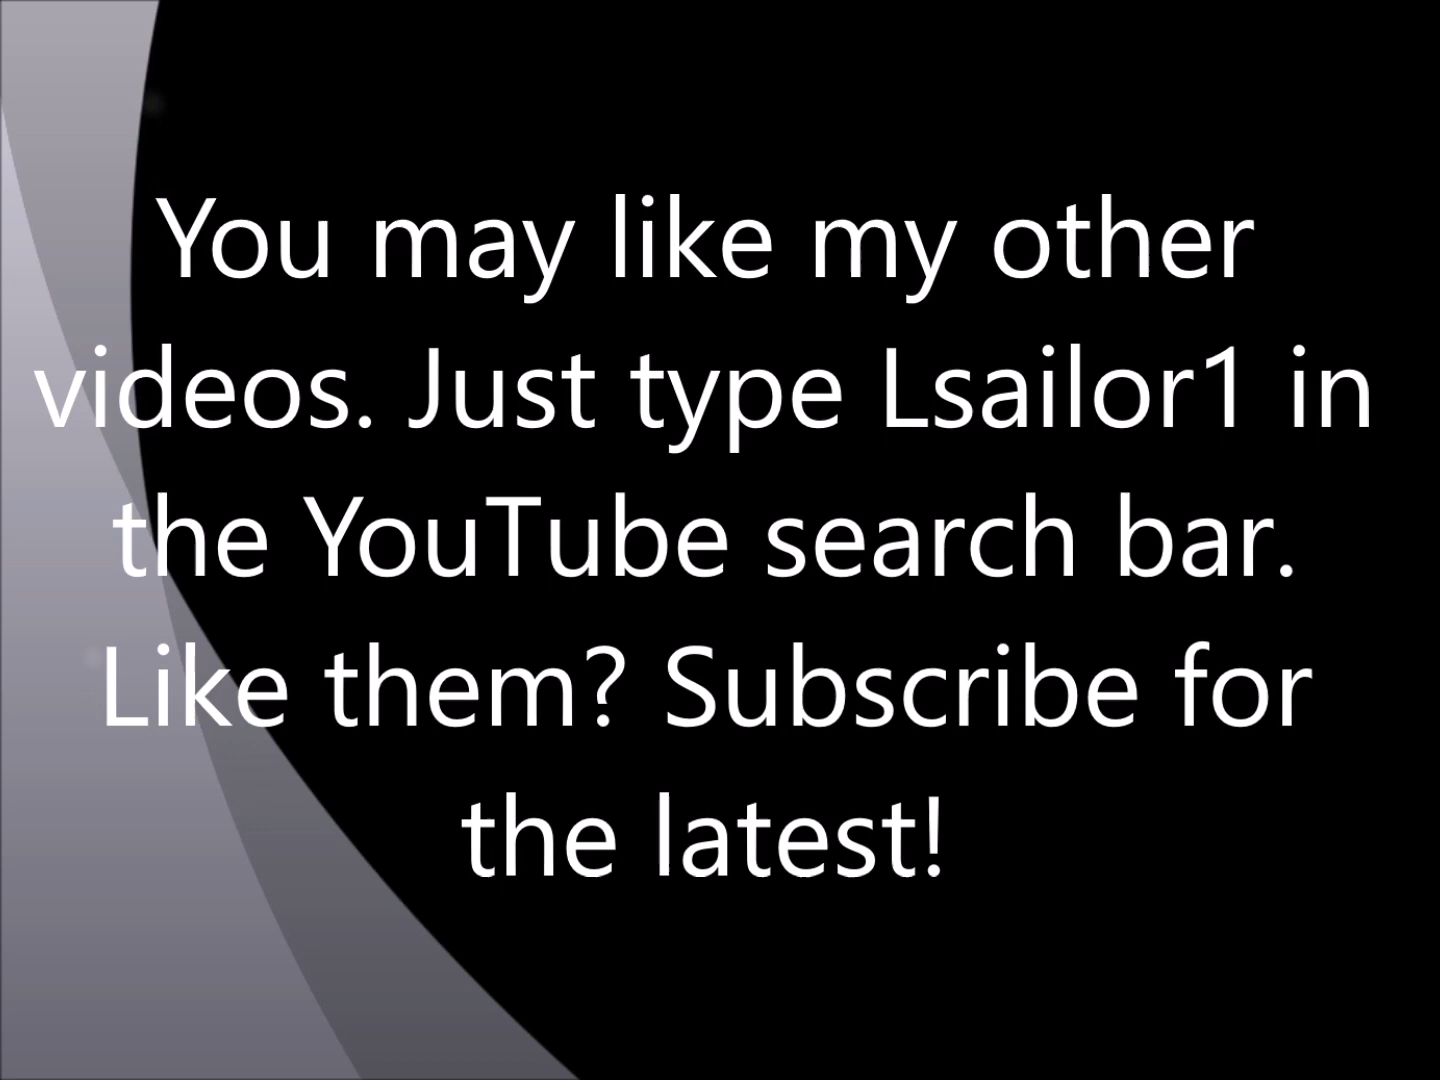 You may like my other
videos. Just type Lsailor1 in
the YouTube search bar.
Like them? Subscribe for
the latest!